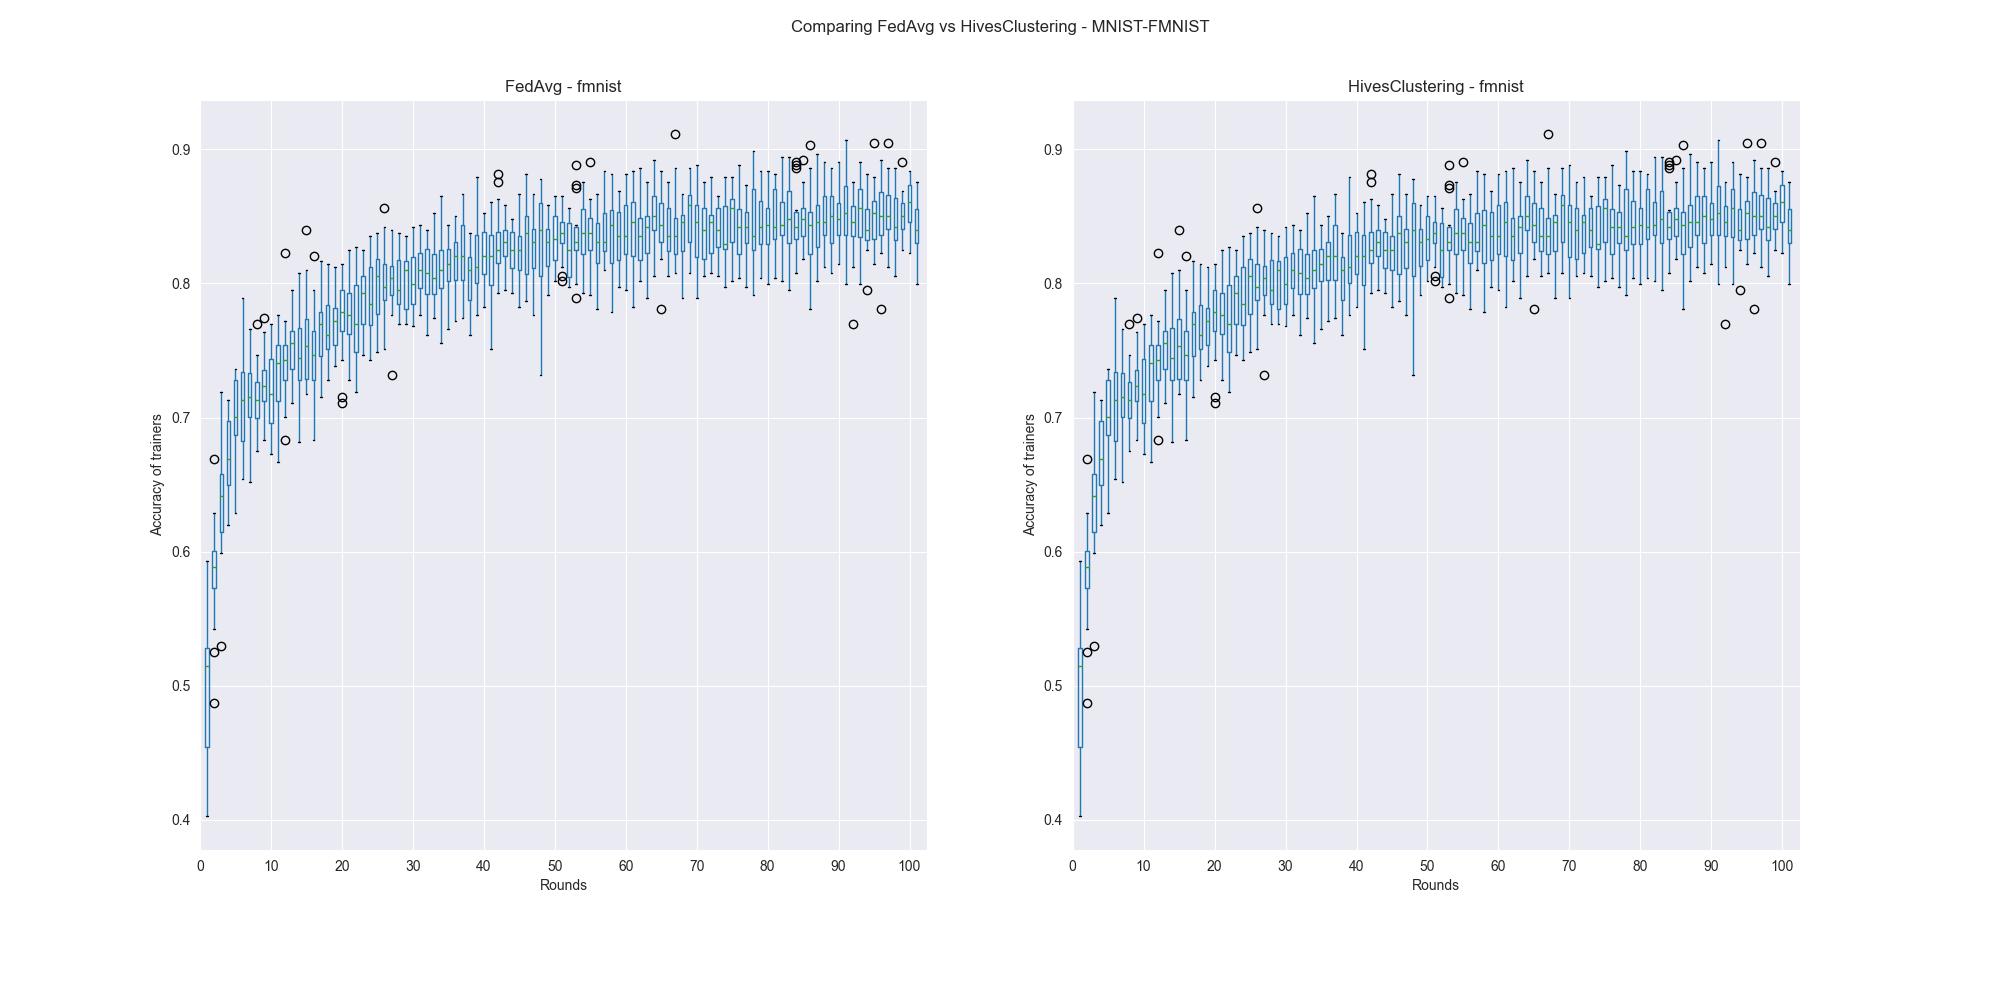 Comparing FedAvg vs HivesClustering - MNIST-FMNIST
FedAvg - fmnist
0.9
0.8
0.7
0.6
0.5
0.4
Accuracy of trainers
0 10 20 30 40 50 60 70 80 90 100
Rounds
HivesClustering - fmnist
0.9
0.8
0.7
0.6
0.5
0.4
Accuracy of trainers
0 10 20 30 40 50 60 70 80 90 100
Rounds